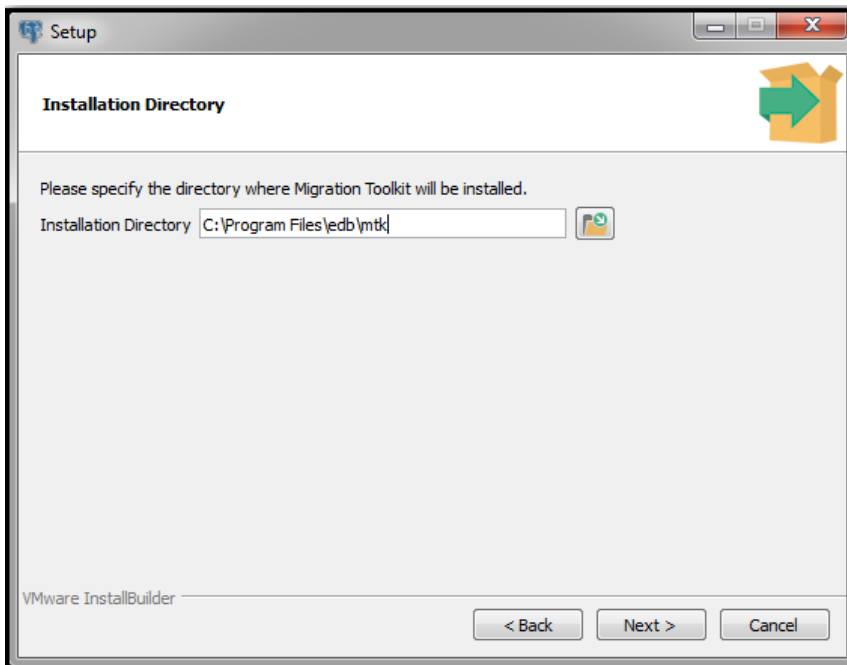 Setup
Installation Directory
Please specify the directory where Migration Toolkit will be installed.
Installation Directory C:\Program Files\edb\mtk
VMware InstallBuilder
< Back Next > Cancel